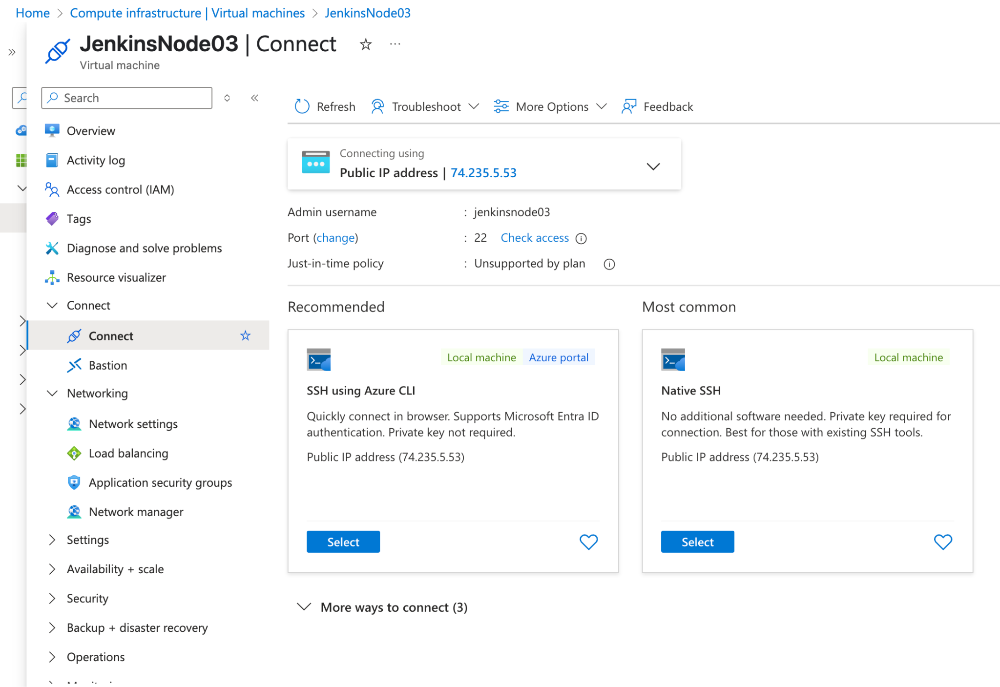 Home > Compute infrastructure | Virtual machines > JenkinsNode03
JenkinsNode03 | Connect
Virtual machine
Search
Overview
Activity log
Access control (IAM)
Tags
Diagnose and solve problems
Resource visualizer
Connect
Connect
Bastion
Networking
Network settings
Load balancing
Application security groups
Network manager
Settings
Availability + scale
Security
Backup + disaster recovery
Operations
Refresh Troubleshoot More Options Feedback
Connecting using
Public IP address | 74.235.5.53
Admin username : jenkinsnode03
Port (change) : 22 Check access
Just-in-time policy : Unsupported by plan
Recommended
Local machine Azure portal
SSH using Azure CLI
Quickly connect in browser. Supports Microsoft Entra ID
authentication. Private key not required.
Public IP address (74.235.5.53)
Select
Most common
Local machine
Native SSH
No additional software needed. Private key required for
connection. Best for those with existing SSH tools.
Public IP address (74.235.5.53)
Select
More ways to connect (3)